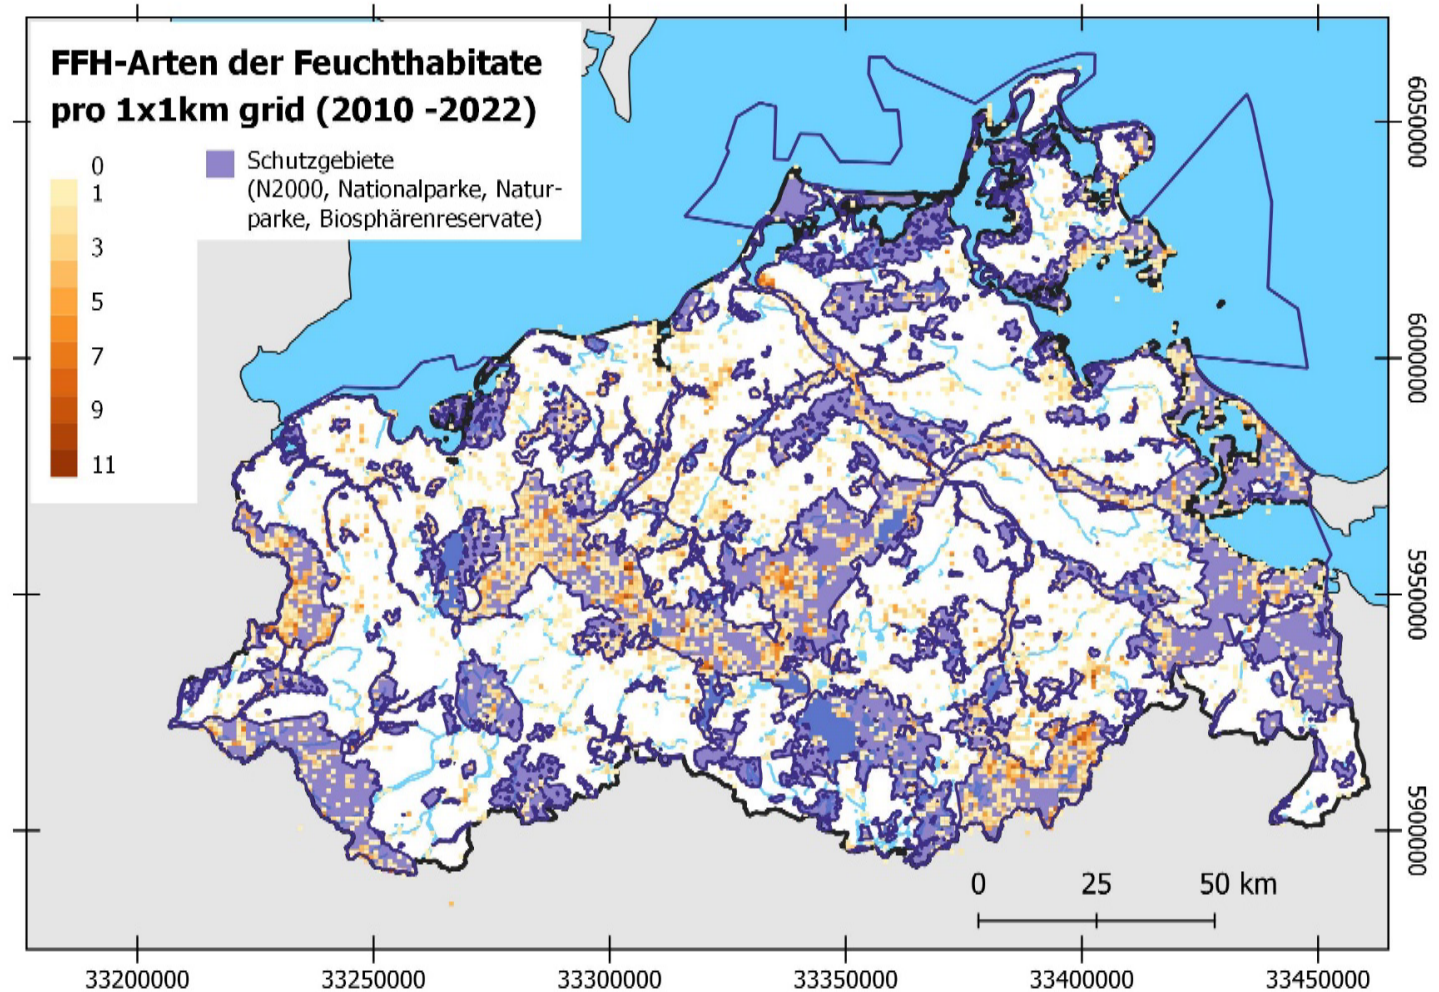 FFH-Arten der Feuchthabitate
pro 1x1km grid (2010 -2022)
0
1
3
5
7
9
11
Schutzgebiete
(N2000, Nationalparke, Natur-
parke, Biosphärenreservate)
6050000
6000000
5950000
5900000
0 25 50 km
33200000 33250000 33300000 33350000 33400000 33450000